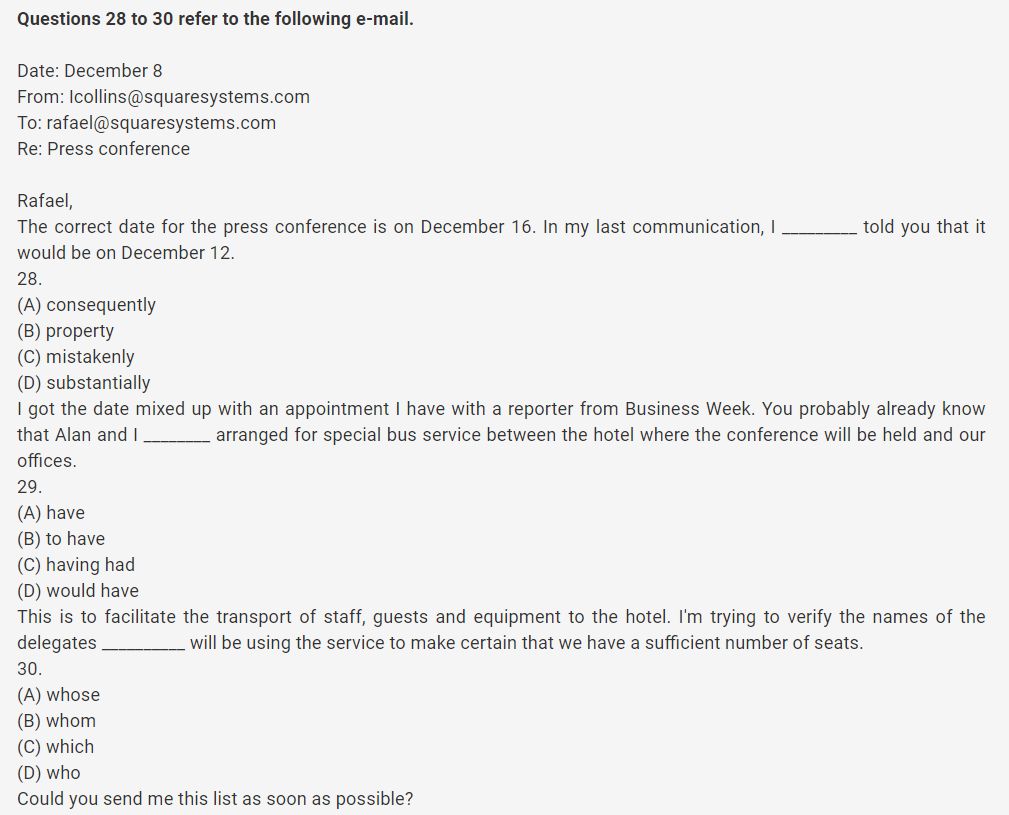 Questions 28 to 30 refer to the following e-mail.
Date: December 8
From: Icollins@squaresystems.com
To: rafael@squaresystems.com
Re: Press conference
Rafael,
The correct date for the press conference is on December 16. In my last communication, I _________ told you that it
would be on December 12.
28.
(A) consequently
(B) property
(C) mistakenly
(D) substantially
I got the date mixed up with an appointment I have with a reporter from Business Week. You probably already know
that Alan and I ________ arranged for special bus service between the hotel where the conference will be held and our
offices.
29.
(A) have
(B) to have
(C) having had
(D) would have
This is to facilitate the transport of staff, guests and equipment to the hotel. I'm trying to verify the names of the
delegates __________ will be using the service to make certain that we have a sufficient number of seats.
30.
(A) whose
(B) whom
(C) which
(D) who
Could you send me this list as soon as possible?